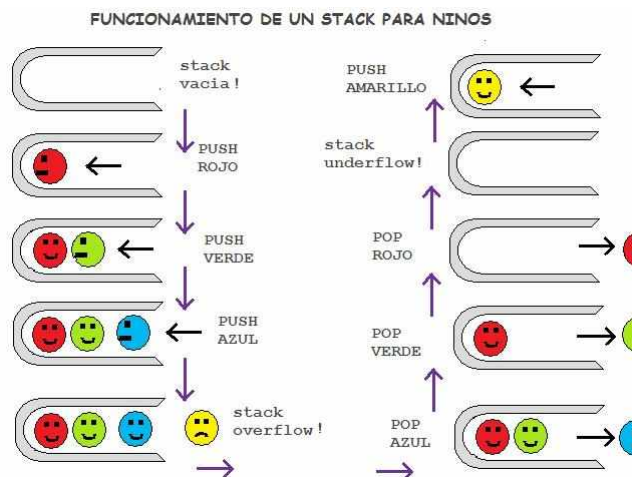 FUNCIONAMIENTO DE UN STACK PARA NINOS
stack
vacia!
PUSH
ROJO
PUSH
VERDE
PUSH
AZUL
stack
overflow!
POP
AZUL
POP
VERDE
POP
ROJO
stack
underflow!
PUSH
AMARILLO